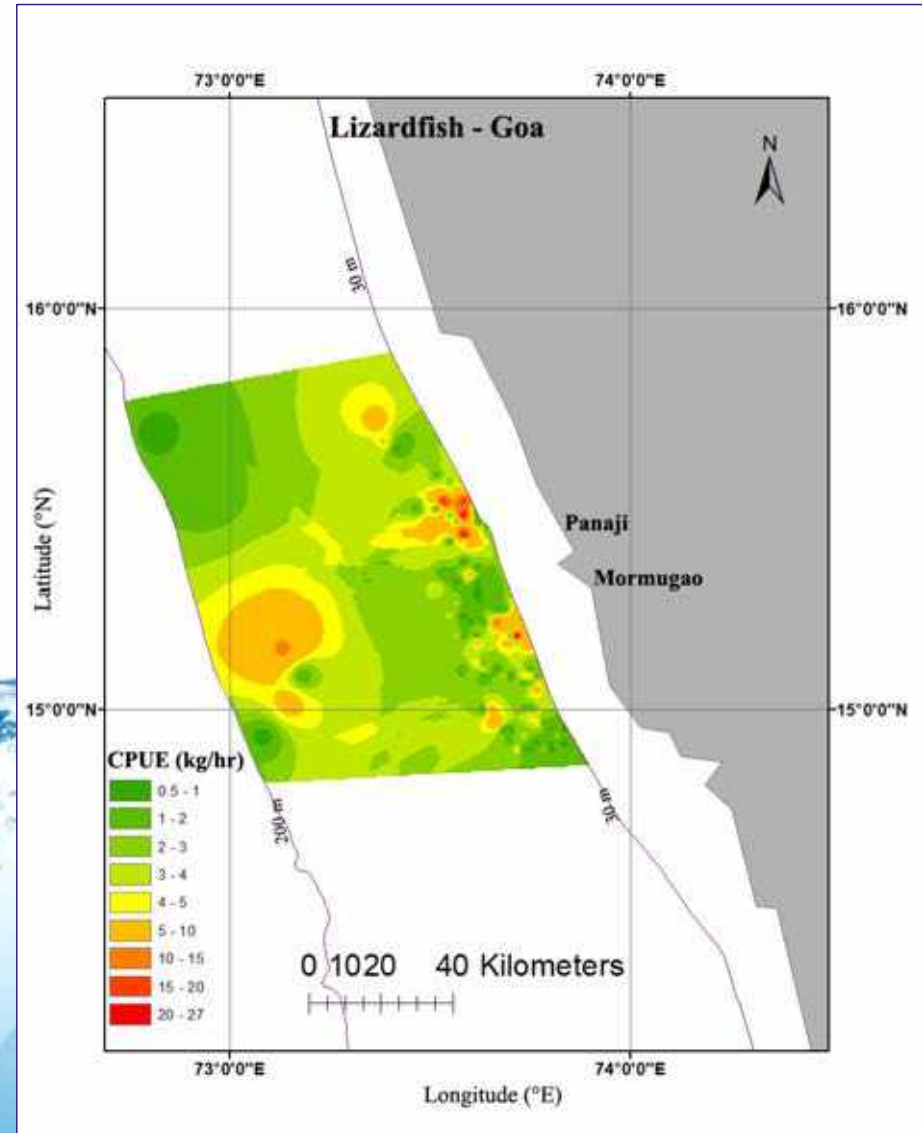 73°0'0"E 74°0'0"E
Lizardfish - Goa
N
30 m
16°0'0"N 16°0'0"N
Panaji
Mormugao
Latitude (°N)
15°0'0"N 15°0'0"N
CPUE (kg/hr)
0.5 - 1
1 - 2
2 - 3
3 - 4
4 - 5
5 - 10
10 - 15
15 - 20
20 - 27
200 m
30 m
0 1020 40 Kilometers
73°0'0"E 74°0'0"E
Longitude (°E)